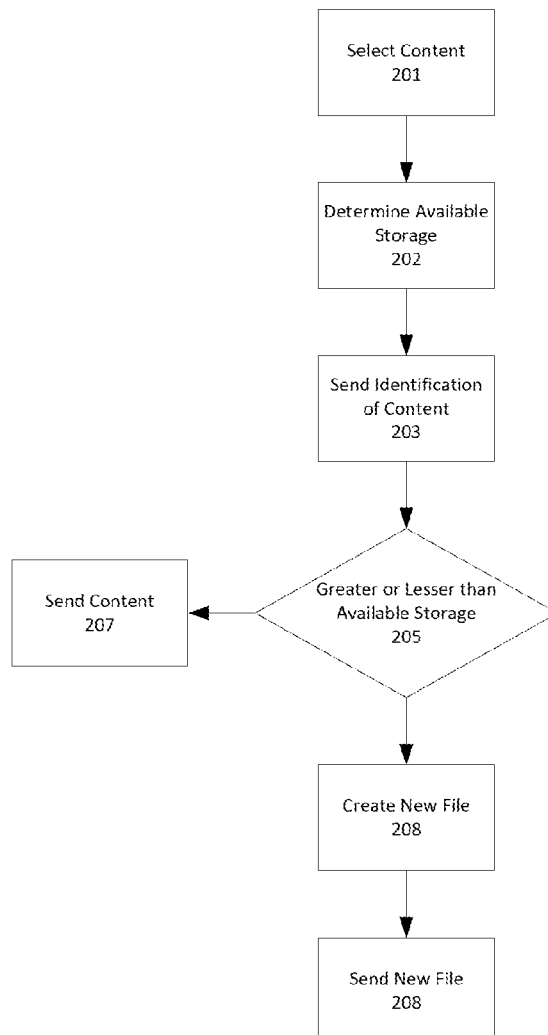 Select Content
201
Determine Available
Storage
202
Send Identification
of Content
203
Greater or Lesser than
Available Storage
205
Send Content
207
Create New File
208
Send New File
208